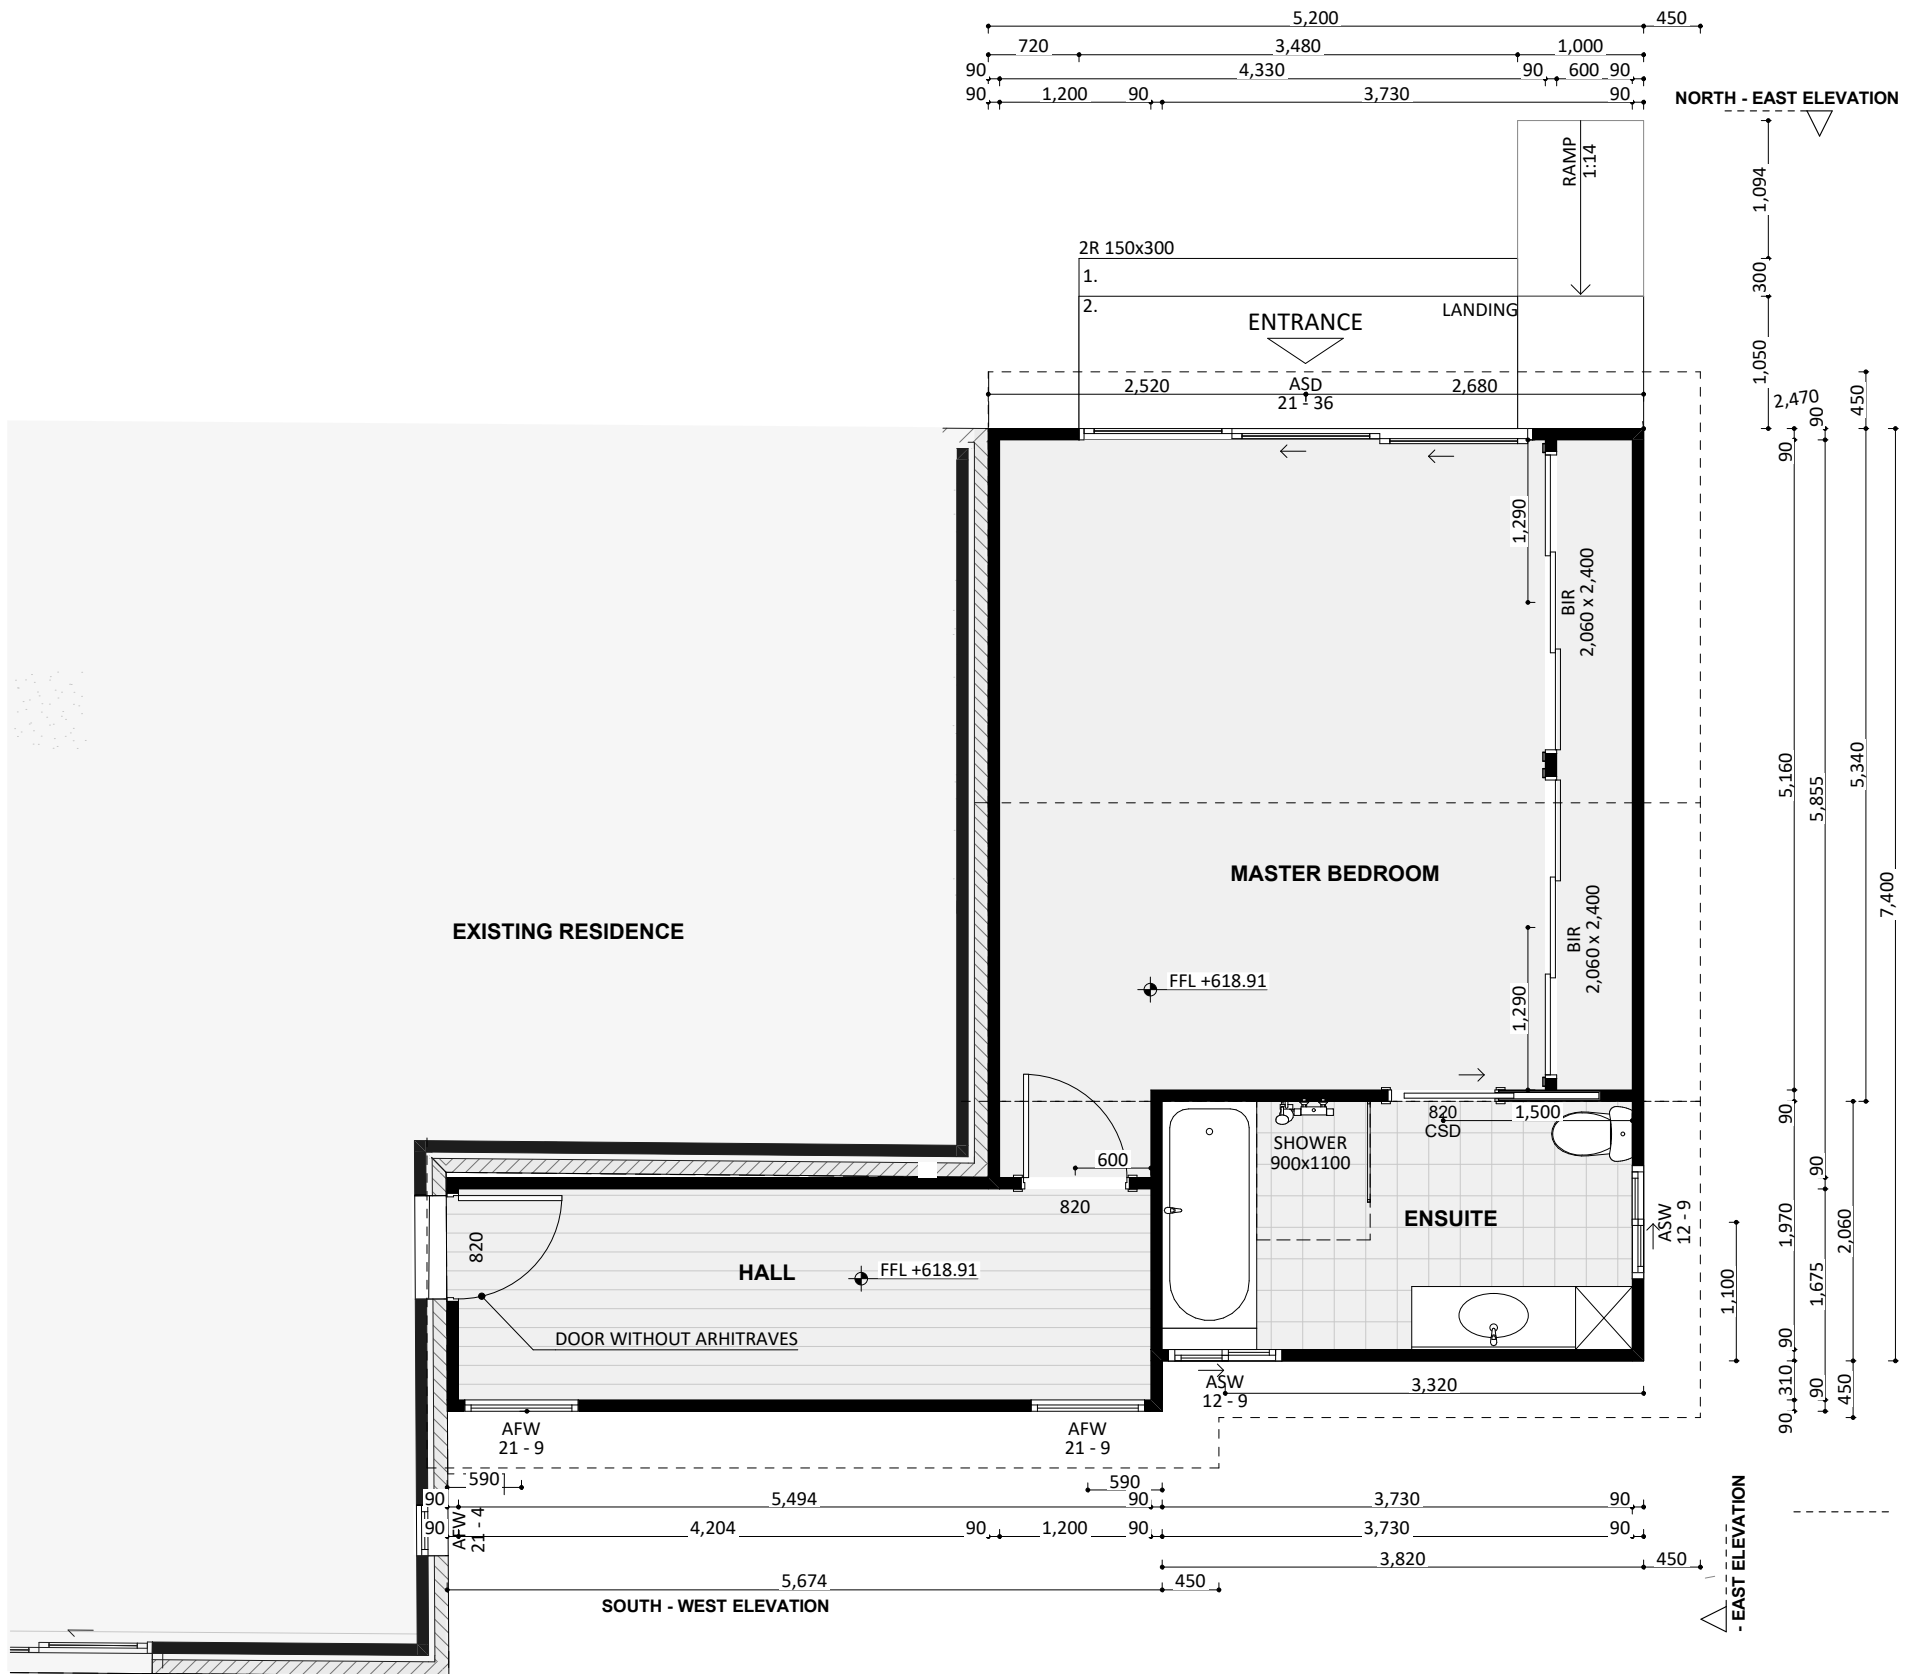 5,200
450
720
3,480
1,000
90
4,330
90
600
90
90
1,200
90
3,730
90
NORTH - EAST ELEVATION
RAMP
1:14
1,094
2R 150x300
1.
300
2.
LANDING
ENTRANCE
1,050
2,520
ASD
21 - 36
2,680
2,470
90
450
90
1,290
BIR
2,060 x 2,400
5,160
5,855
5,340
7,400
MASTER BEDROOM
EXISTING RESIDENCE
BIR
2,060 x 2,400
FFL +618.91
1,290
820
CSD
1,500
90
SHOWER
900x1100
600
90
820
ENSUITE
ASW
12 - 9
1,970
2,060
820
HALL
FFL +618.91
1,100
1,675
DOOR WITHOUT ARHITRAVES
90
310
90
450
90
ASW
12 - 9
3,320
AFW
21 - 9
AFW
21 - 9
590
590
90
5,494
90
3,730
90
AFW
21 - 4
90
4,204
90
1,200
90
3,730
90
3,820
450
5,674
450
SOUTH - WEST ELEVATION
- EAST ELEVATION